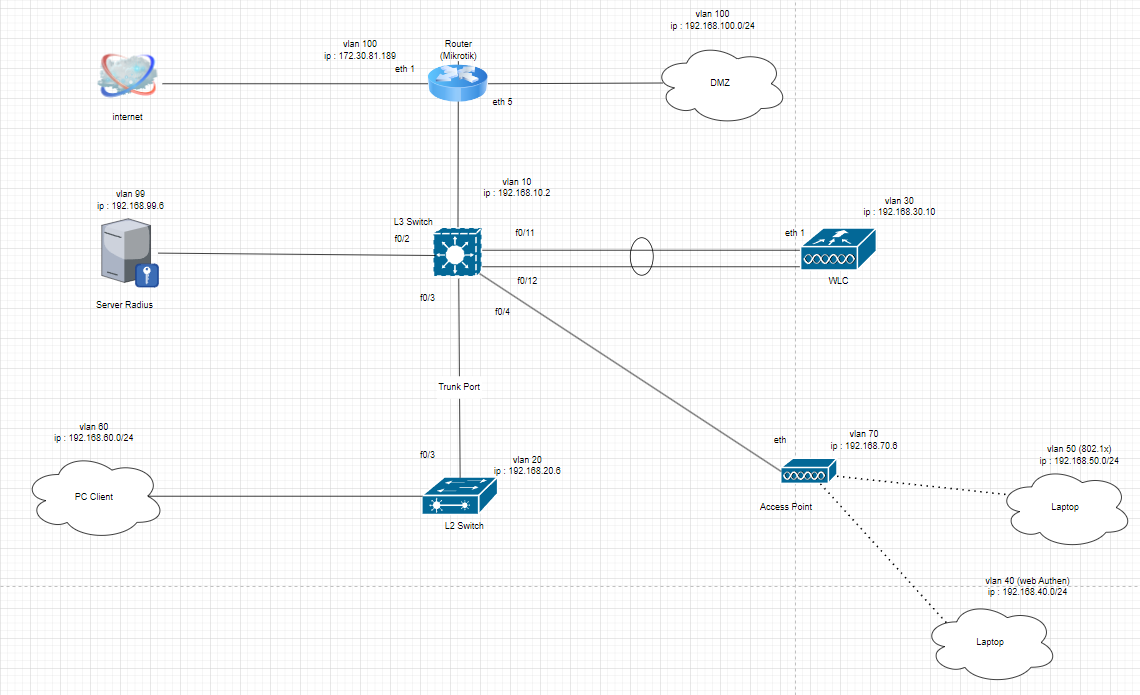 vlan 100
ip : 192.168.100.0/24
vlan 100
ip : 172.30.81.189
Router
(Mikrotik)
eth 1
DMZ
eth 5
internet
vlan 10
ip : 192.168.10.2
vlan 99
ip : 192.168.99.6
vlan 30
ip : 192.168.30.10
L3 Switch
f0/2
f0/11
eth 1
f0/12
WLC
Server Radius
f0/3
f0/4
Trunk Port
vlan 60
ip : 192.168.60.0/24
f0/3
vlan 20
ip : 192.168.20.6
eth
vlan 70
ip : 192.168.70.6
vlan 50 (802.1x)
ip : 192.168.50.0/24
PC Client
L2 Switch
Access Point
Laptop
vlan 40 (web Authen)
ip : 192.168.40.0/24
Laptop